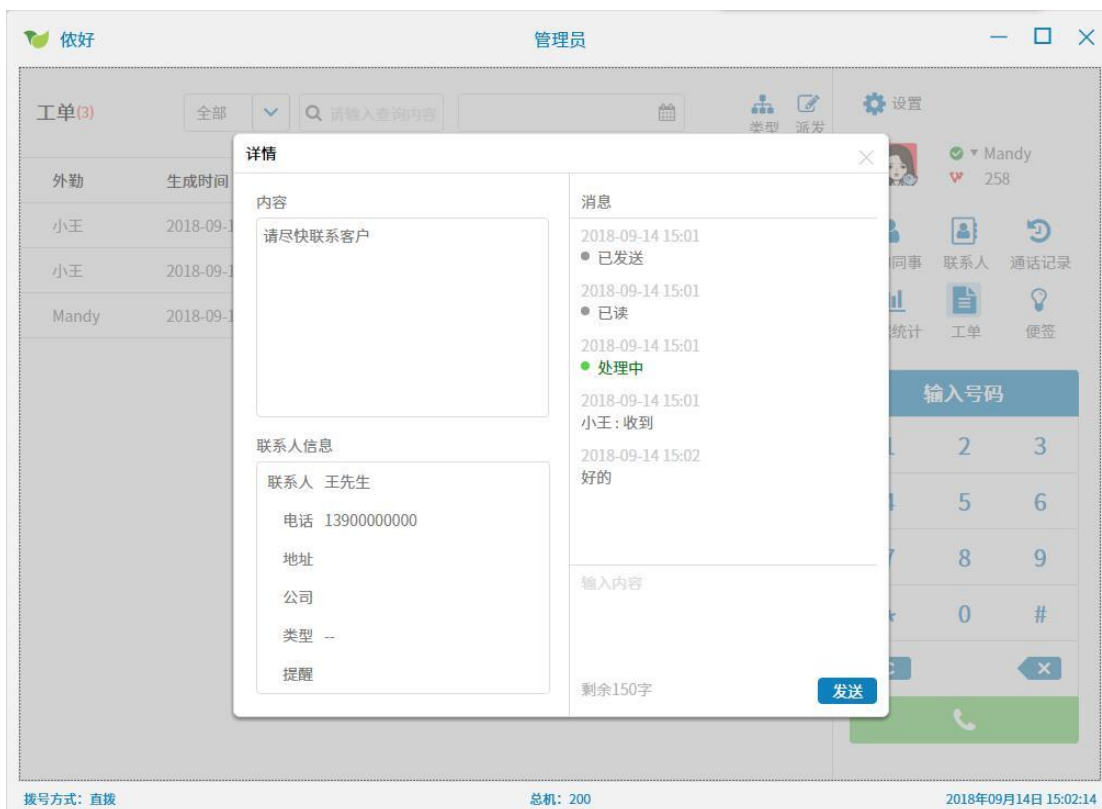 侬好
管理员
工单(3)
全部
请输入查询内容
类型
派发
设置
外勤
生成时间
小王
2018-09-1
小王
2018-09-1
Mandy
2018-09-1
详情
内容
请尽快联系客户
联系人信息
联系人 王先生
电话 13900000000
地址
公司
类型 --
提醒
消息
2018-09-14 15:01
已发送
2018-09-14 15:01
已读
2018-09-14 15:01
处理中
2018-09-14 15:01
小王:收到
2018-09-14 15:02
好的
输入内容
剩余150字
发送
Mandy
258
同事
联系人
通话记录
统计
工单
便签
输入号码
2
3
5
6
8
9
0
#
拨号方式：直拨
总机：200
2018年09月14日 15:02:14